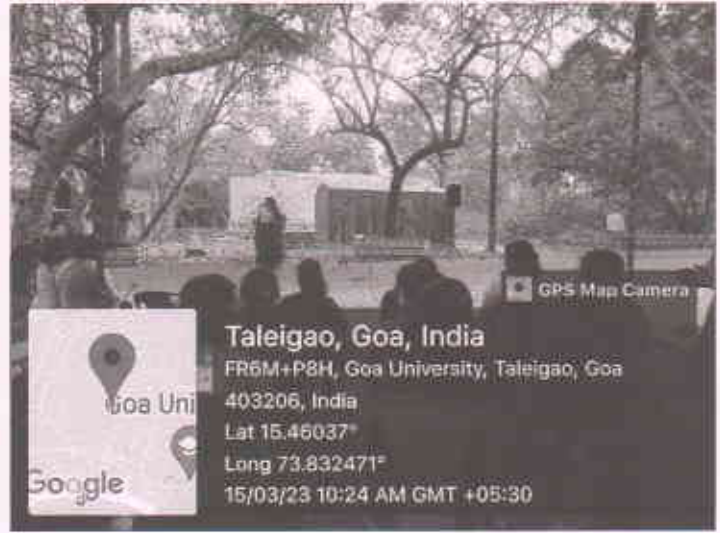 GPS Map Camera
Taleigao, Goa, India
FR6M+P8H, Goa University, Taleigao, Goa
403206, India
Lat 15.46037°
Long 73.832471°
15/03/23 10:24 AM GMT +05:30
Goa Uni
Google